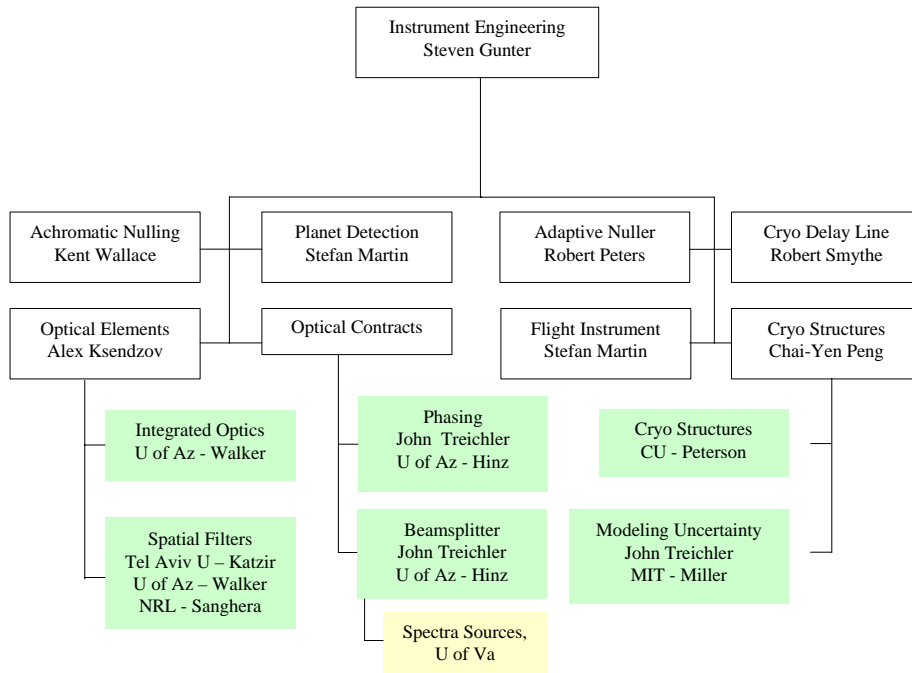 Instrument Engineering
Steven Gunter
Achromatic Nulling
Kent Wallace
Planet Detection
Stefan Martin
Adaptive Nuller
Robert Peters
Cryo Delay Line
Robert Smythe
Optical Elements
Alex Ksendzov
Optical Contracts
Flight Instrument
Stefan Martin
Cryo Structures
Chai-Yen Peng
Integrated Optics
U of Az - Walker
Phasing
John Treichler
U of Az - Hinz
Cryo Structures
CU - Peterson
Spatial Filters
Tel Aviv U – Katzir
U of Az – Walker
NRL - Sanghera
Beamsplitter
John Treichler
U of Az - Hinz
Modeling Uncertainty
John Treichler
MIT - Miller
Spectra Sources,
U of Va